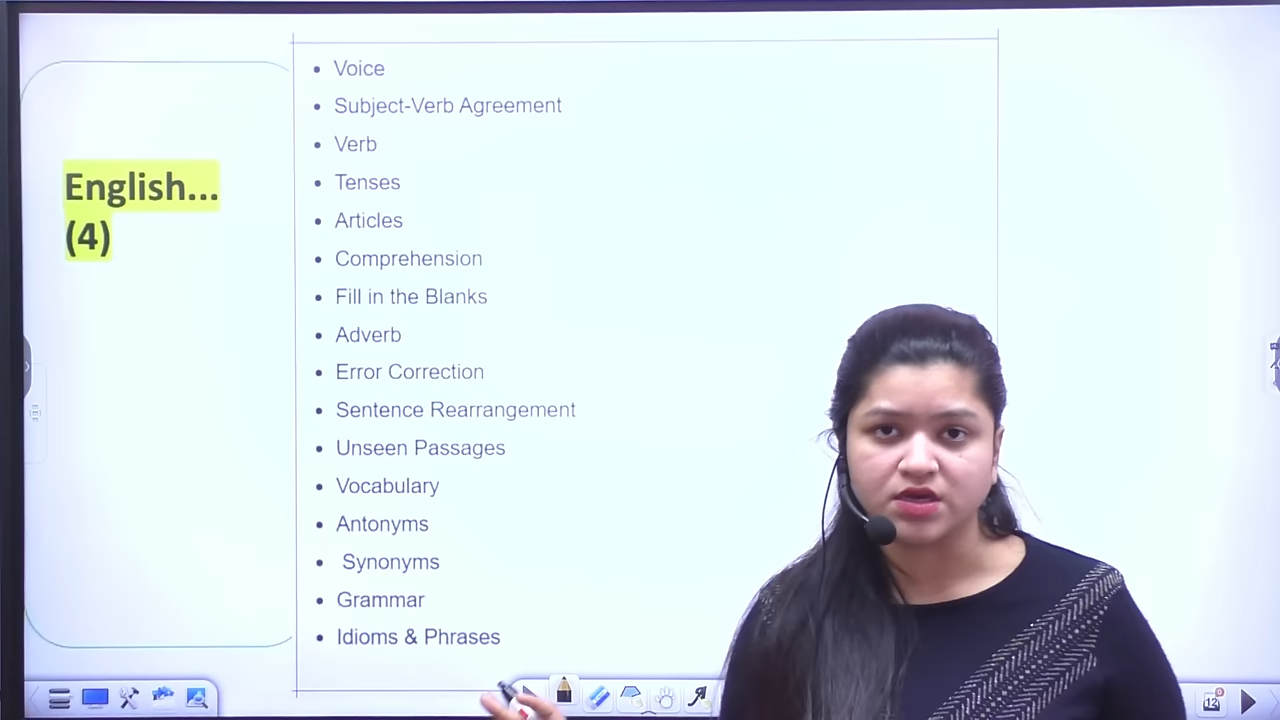 English...
(4)
• Voice
• Subject-Verb Agreement
• Verb
• Tenses
• Articles
• Comprehension
• Fill in the Blanks
• Adverb
• Error Correction
• Sentence Rearrangement
• Unseen Passages
• Vocabulary
• Antonyms
• Synonyms
• Grammar
• Idioms & Phrases
12